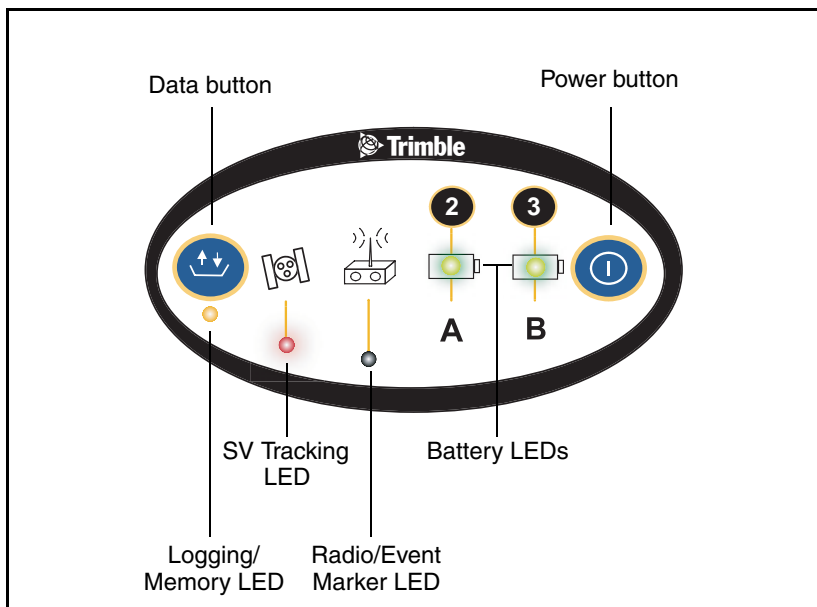 Data button
Power button
Trimble
2
3
A
B
SV Tracking
LED
Battery LEDs
Logging/
Memory LED
Radio/Event
Marker LED